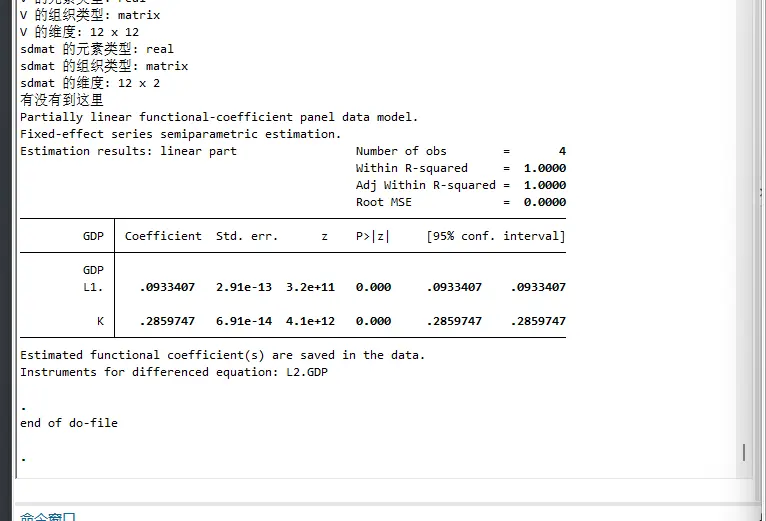 V 的元素类型: real
V 的组织类型: matrix
V 的维度: 12 x 12
sdmat 的元素类型: real
sdmat 的组织类型: matrix
sdmat 的维度: 12 x 2
有没有到这里
Partially linear functional-coefficient panel data model.
Fixed-effect series semiparametric estimation.
Estimation results: linear part Number of obs = 4
Within R-squared = 1.0000
Adj Within R-squared = 1.0000
Root MSE = 0.0000
GDP Coefficient Std. err. z P>|z| [95% conf. interval]
GDP
L1. .0933407 2.91e-13 3.2e+11 0.000 .0933407 .0933407
K .2859747 6.91e-14 4.1e+12 0.000 .2859747 .2859747
Estimated functional coefficient(s) are saved in the data.
Instruments for differenced equation: L2.GDP
.
end of do-file
.
命令窗口